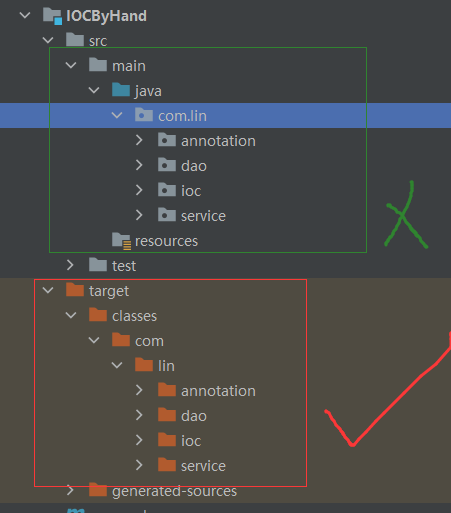 IOCByHand
src
main
java
com.lin
annotation
dao
ioc
service
resources
test
target
classes
com
lin
annotation
dao
ioc
service
generated-sources